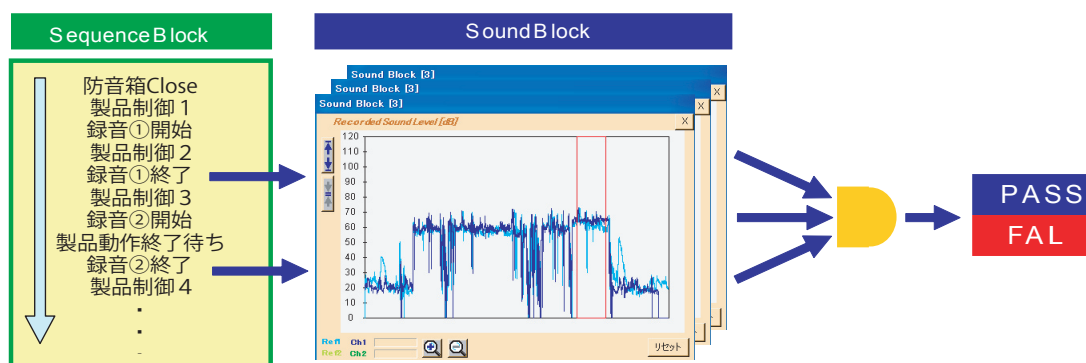 SequenceBlock
防音箱Close
製品制御１
録音①開始
製品制御２
録音①終了
製品制御３
録音②開始
製品動作終了待ち
録音②終了
製品制御４
・
・
・
SoundBlock
Sound Block [3]
Sound Block [3]
Sound Block [3]
X
X
X
Recorded Sound Level [dB]
120
110
100
90
80
70
60
50
40
30
20
10
0
Ref1 Ch1
Ref2 Ch2
リセット
PASS
FAL